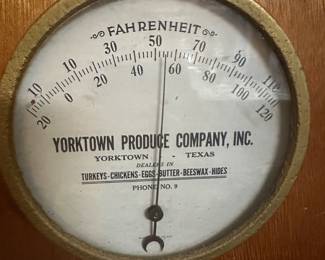 FAHRENHEIT
10 10 30 50 70 90 110
20 0 20 40 60 80 100 120
YORKTOWN PRODUCE COMPANY, INC.
YORKTOWN - TEXAS
DEALERS IN
TURKEYS-CHICKENS-EGGS-BUTTER-BEESWAX-HIDES
PHONE NO. 9